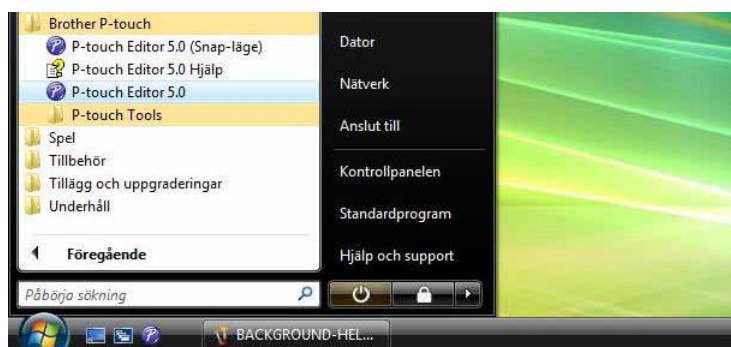 Brother P-touch
P-touch Editor 5.0 (Snap-läge)
P-touch Editor 5.0 Hjälp
P-touch Editor 5.0
P-touch Tools
Spel
Tillbehör
Tillägg och uppgraderingar
Underhåll
Föregående
Påbörja sökning
Dator
Nätverk
Anslut till
Kontrollpanelen
Standardprogram
Hjälp och support
BACKGROUND-HEL...